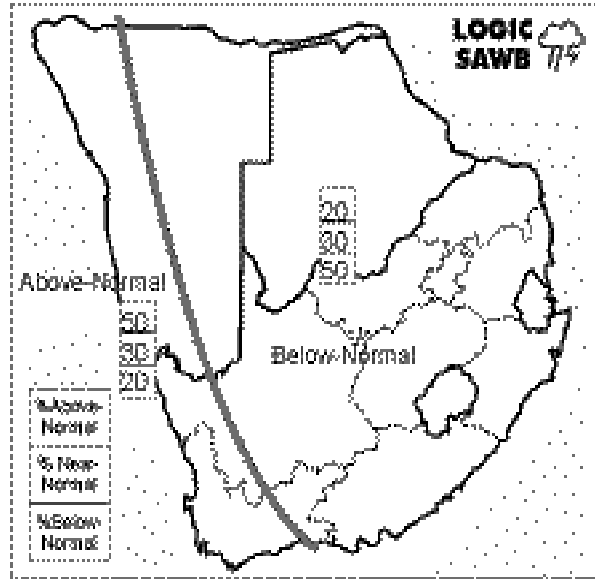 LOGIC
SAWB
20
30
50
Above-Normal
50
30
20
Below-Normal
%Above-
Normal
% Near-
Normal
%Below-
Normal